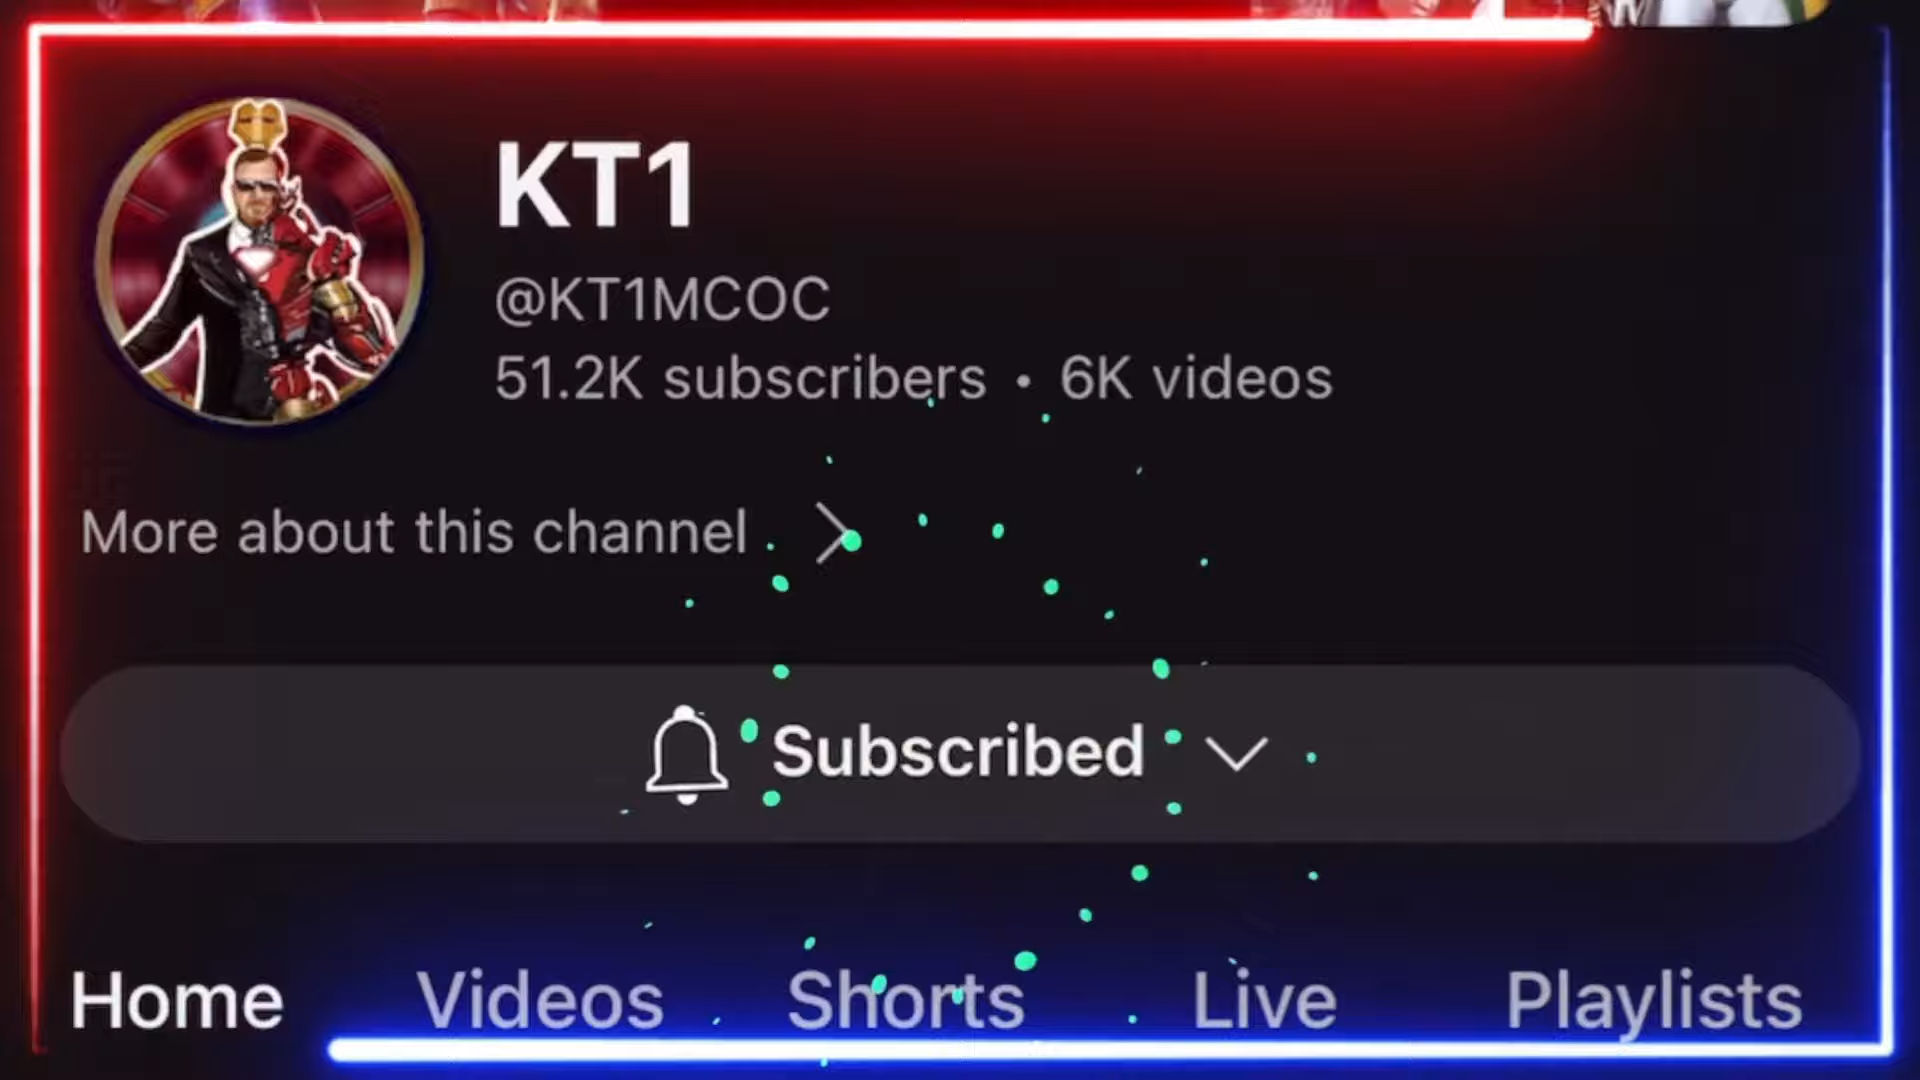 KT1
@KT1MCOC
51.2K subscribers • 6K videos
More about this channel
Subscribed
Home Videos Shorts Live Playlists